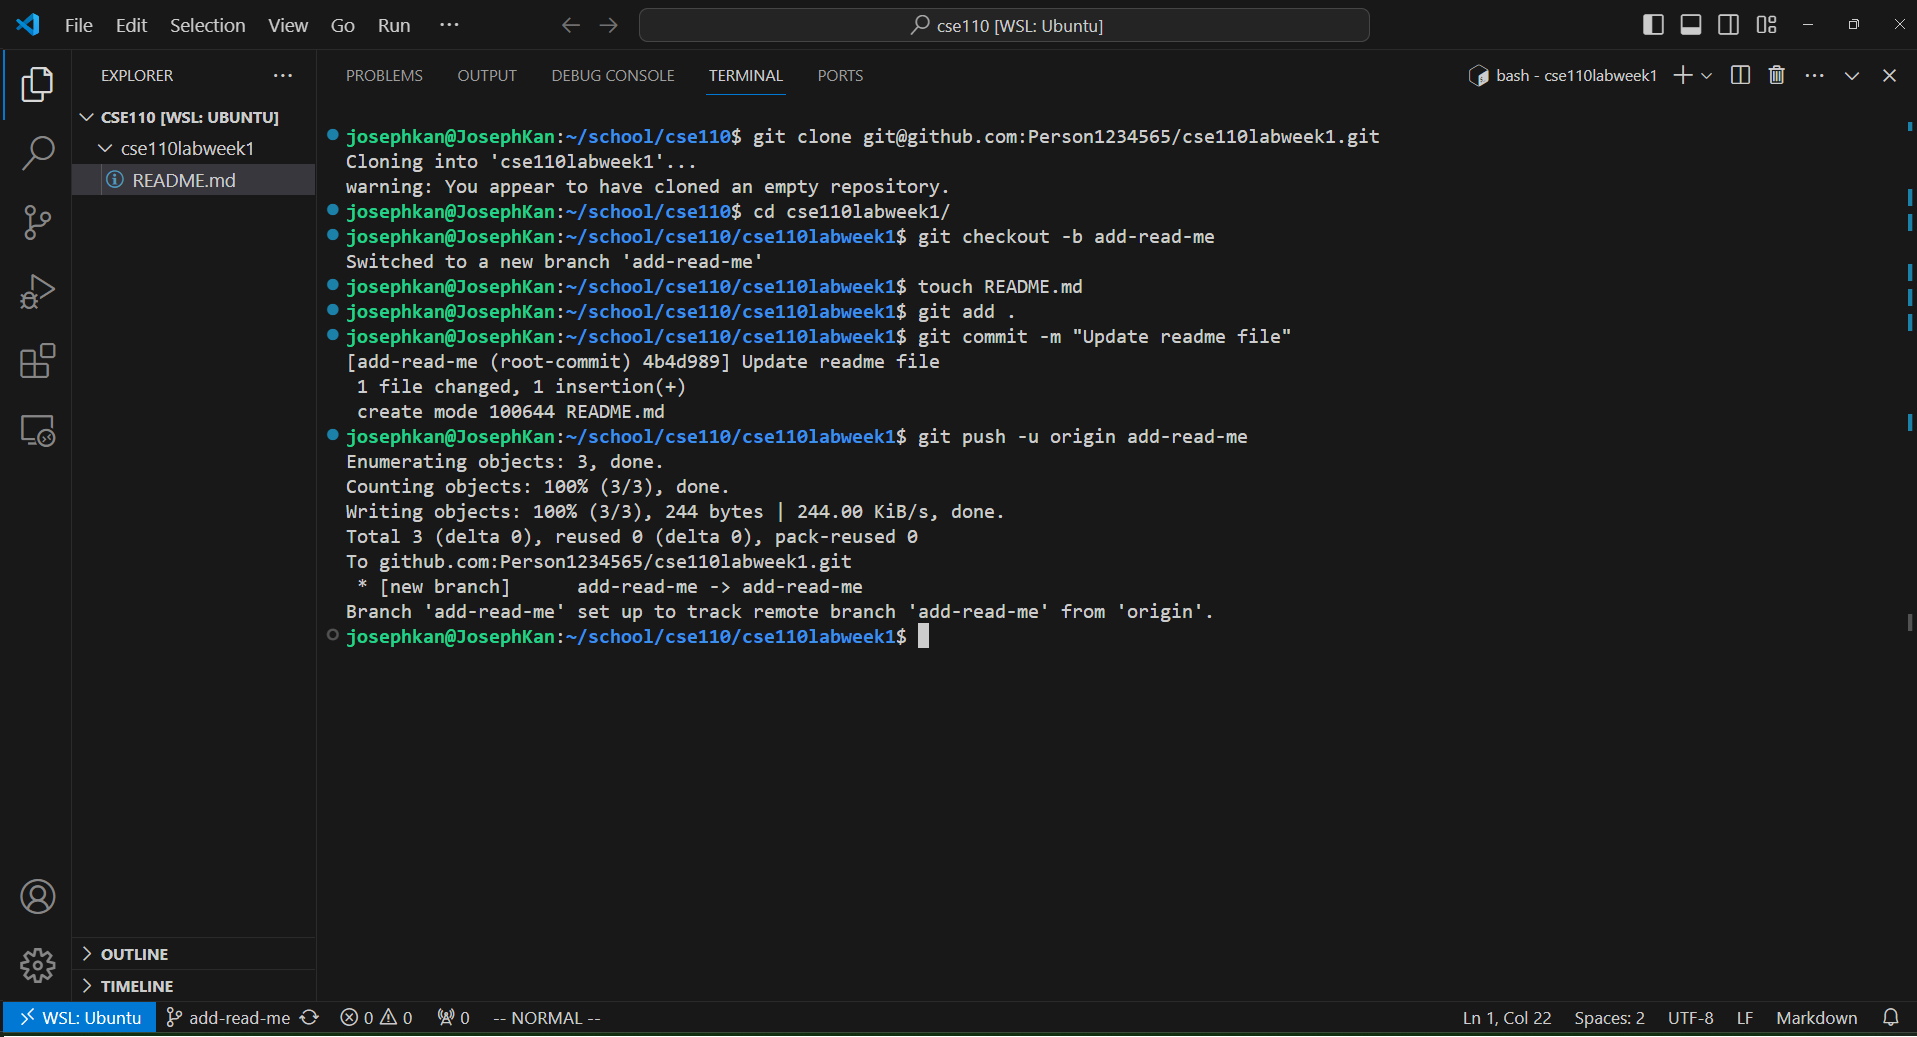 File Edit Selection View Go Run ··· cse110 [WSL: Ubuntu]
EXPLORER ···
PROBLEMS OUTPUT DEBUG CONSOLE TERMINAL PORTS bash - cse110labweek1 ···
CSE110 [WSL: UBUNTU]
cse110labweek1
README.md
josephkan@JosephKan:~/school/cse110$ git clone git@github.com:Person1234565/cse110labweek1.git
Cloning into 'cse110labweek1'...
warning: You appear to have cloned an empty repository.
josephkan@JosephKan:~/school/cse110$ cd cse110labweek1/
josephkan@JosephKan:~/school/cse110/cse110labweek1$ git checkout -b add-read-me
Switched to a new branch 'add-read-me'
josephkan@JosephKan:~/school/cse110/cse110labweek1$ touch README.md
josephkan@JosephKan:~/school/cse110/cse110labweek1$ git add .
josephkan@JosephKan:~/school/cse110/cse110labweek1$ git commit -m "Update readme file"
[add-read-me (root-commit) 4b4d989] Update readme file
 1 file changed, 1 insertion(+)
 create mode 100644 README.md
josephkan@JosephKan:~/school/cse110/cse110labweek1$ git push -u origin add-read-me
Enumerating objects: 3, done.
Counting objects: 100% (3/3), done.
Writing objects: 100% (3/3), 244 bytes | 244.00 KiB/s, done.
Total 3 (delta 0), reused 0 (delta 0), pack-reused 0
To github.com:Person1234565/cse110labweek1.git
 * [new branch]      add-read-me -> add-read-me
Branch 'add-read-me' set up to track remote branch 'add-read-me' from 'origin'.
josephkan@JosephKan:~/school/cse110/cse110labweek1$
OUTLINE
TIMELINE
WSL: Ubuntu add-read-me 0 0 0 -- NORMAL -- Ln 1, Col 22 Spaces: 2 UTF-8 LF Markdown